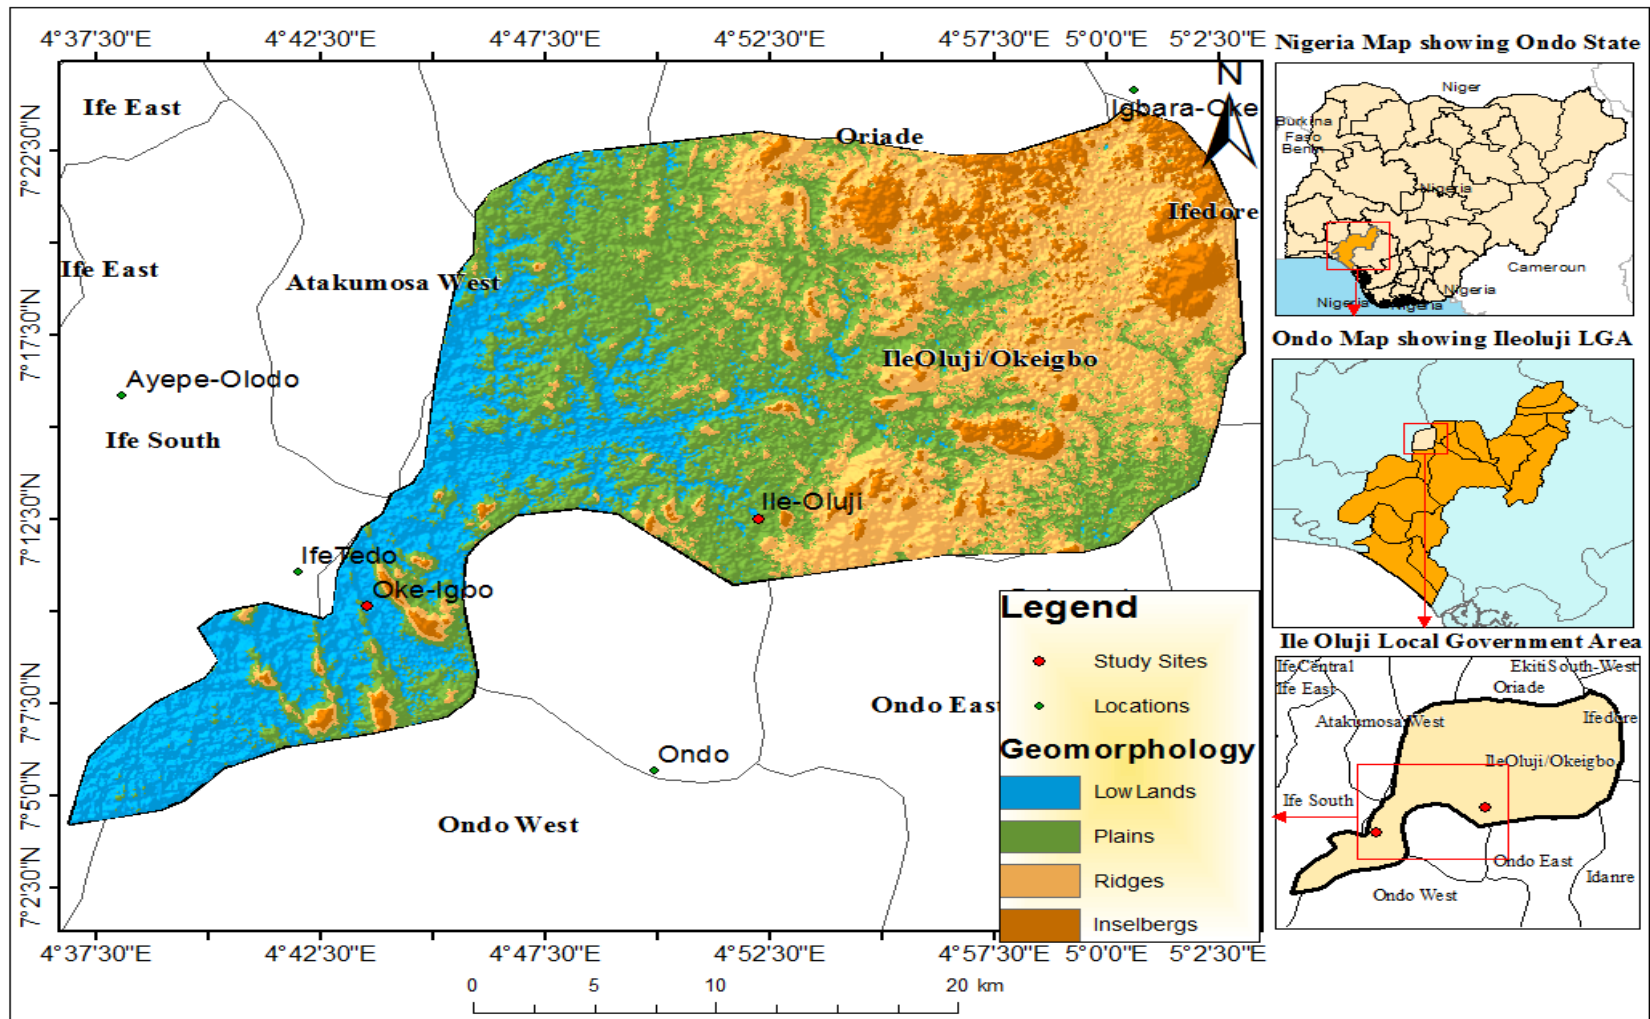 4°37'30"E 4°42'30"E 4°47'30"E 4°52'30"E 4°57'30"E 5°0'0"E 5°2'30"E
7°22'30"N
7°17'30"N
7°12'30"N
7°7'30"N
7°5'0"N
7°2'30"N
N
Ife East
Igbara-Oke
Oriade
Ifedore
Ife East
Atakumosa West
IleOluji/Okeigbo
Ayepe-Olodo
Ife South
Ile-Oluji
IfeTedo
Oke-Igbo
Ondo East
Ondo
Ondo West
Legend
Study Sites
Locations
Geomorphology
Low Lands
Plains
Ridges
Inselbergs
4°37'30"E 4°42'30"E 4°47'30"E 4°52'30"E 4°57'30"E 5°0'0"E 5°2'30"E
0 5 10 20 km
Nigeria Map showing Ondo State
Niger
Burkina
Faso
Benin
Nigeria
Cameroun
Nigeria
Nigeria
Nigeria
Ondo Map showing Ileoluji LGA
Ile Oluji Local Government Area
IfeCentral
EkitiSouth-West
Ife East
Oriade
Atakumosa West
Ifedore
IleOluji/Okeigbo
Ife South
Ondo East
Idanre
Ondo West